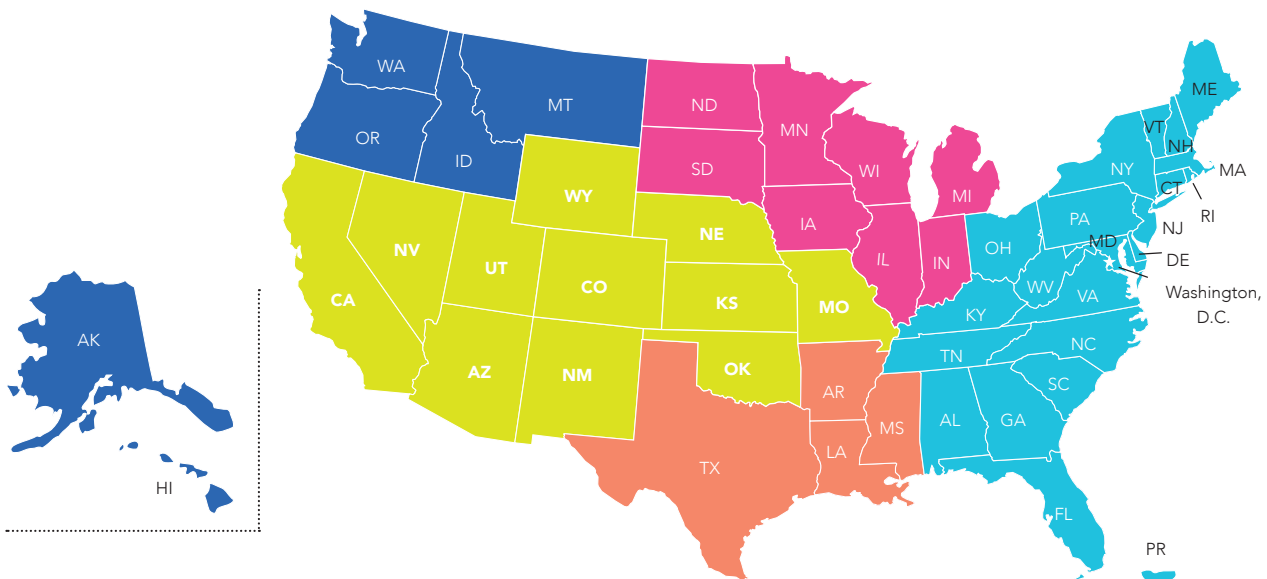 WA
MT
ND
MN
ME
OR
ID
SD
WI
MI
VT
NH
NY
MA
CT
RI
WY
IA
PA
NJ
NV
NE
IL
IN
OH
MD
DE
UT
CO
WV
VA
Washington,
D.C.
CA
KS
MO
KY
AK
AZ
NM
OK
TN
NC
AR
SC
MS
AL
GA
TX
LA
HI
FL
PR